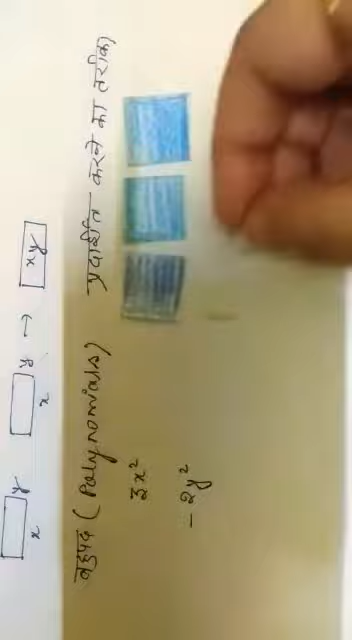 x y x y → xy
बहुपद (Polynomials) प्रदर्शित करने का तरीका
3x²
-2y²